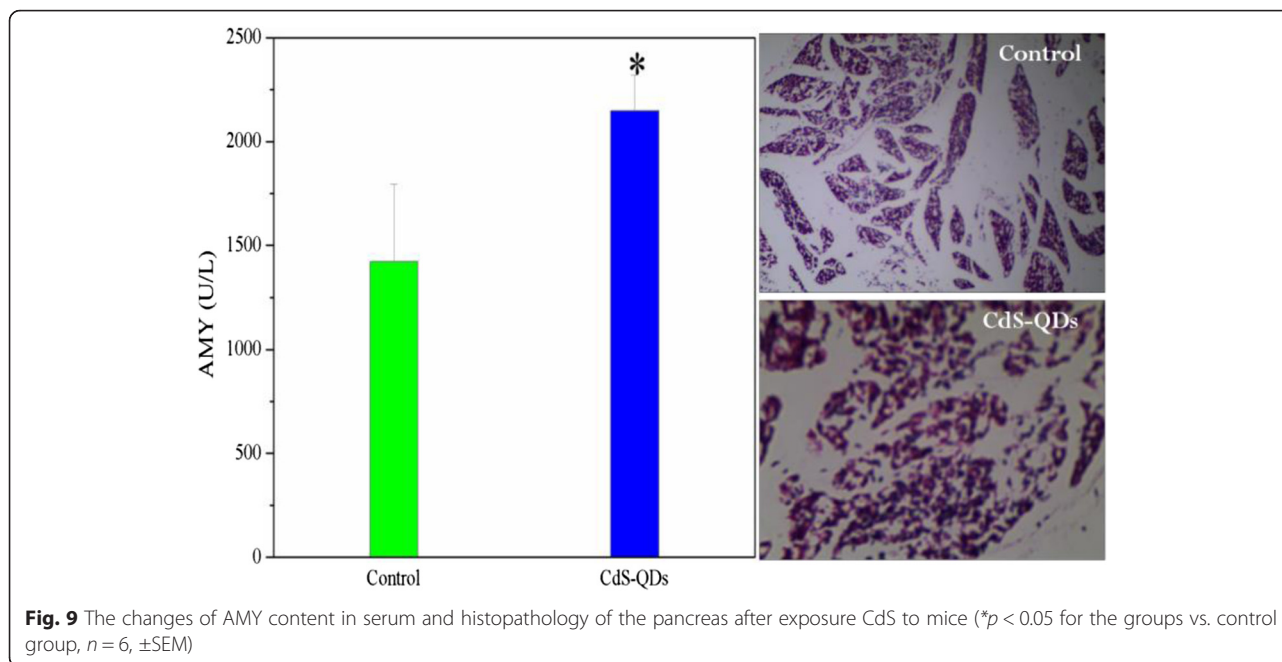 2500
2000
1500
1000
500
0
AMY (U/L)
*
Control
CdS-QDs
Control
CdS-QDs
Fig. 9 The changes of AMY content in serum and histopathology of the pancreas after exposure CdS to mice (*p < 0.05 for the groups vs. control
group, n = 6, ±SEM)